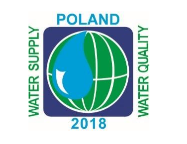 POLAND
WATER SUPPLY
WATER QUALITY
2018